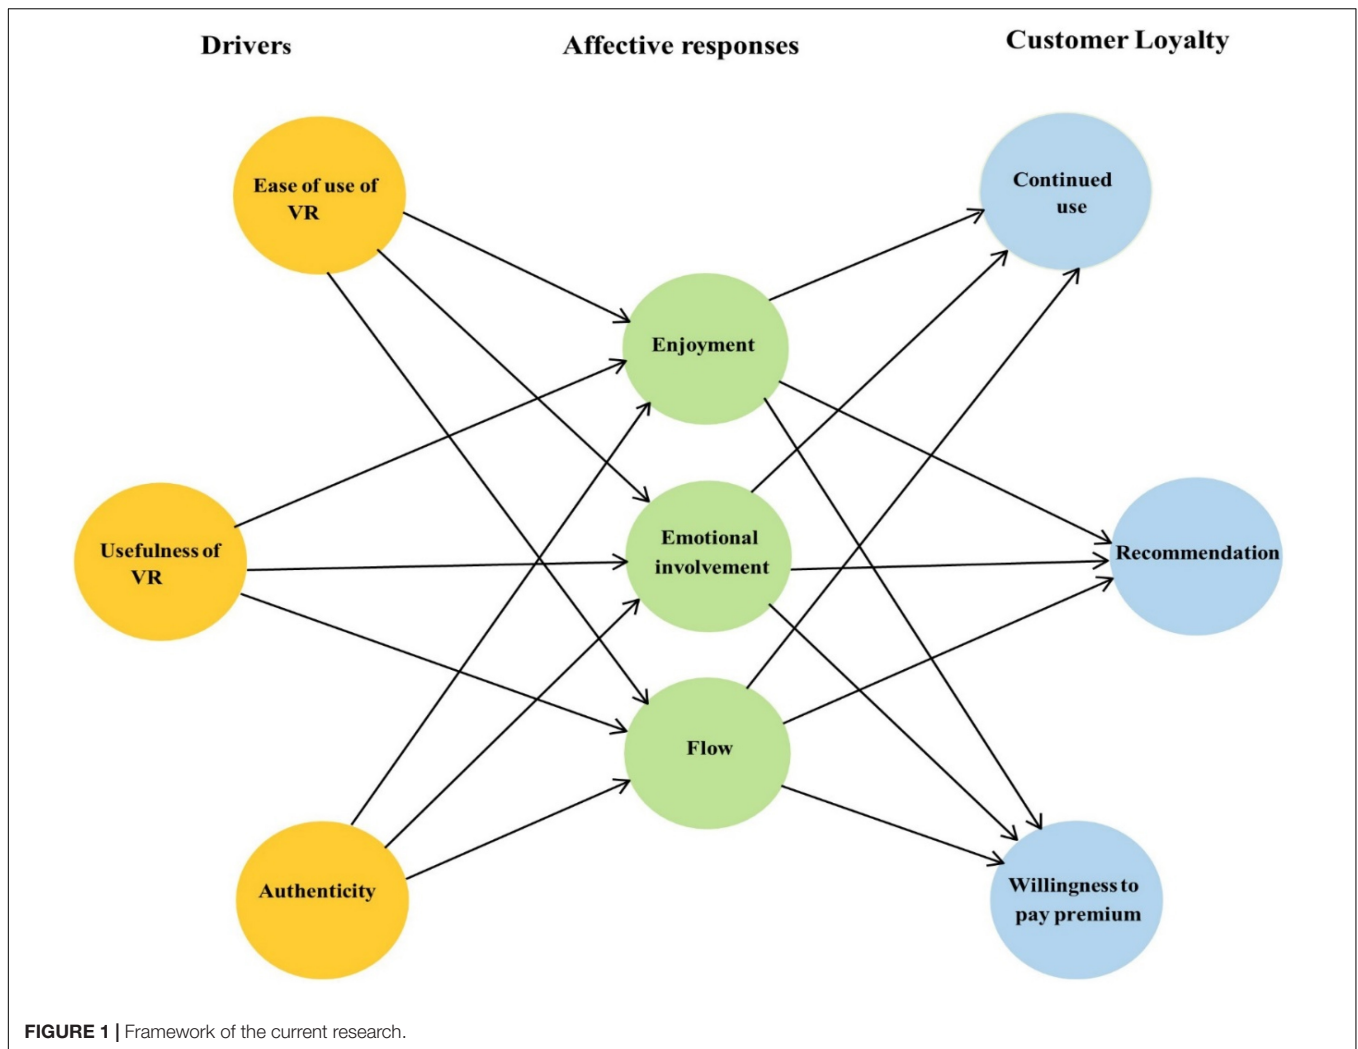 Drivers
Affective responses
Customer Loyalty
Ease of use of
VR
Continued
use
Enjoyment
Usefulness of
VR
Emotional
involvement
Recommendation
Flow
Authenticity
Willingness to
pay premium
FIGURE 1 | Framework of the current research.